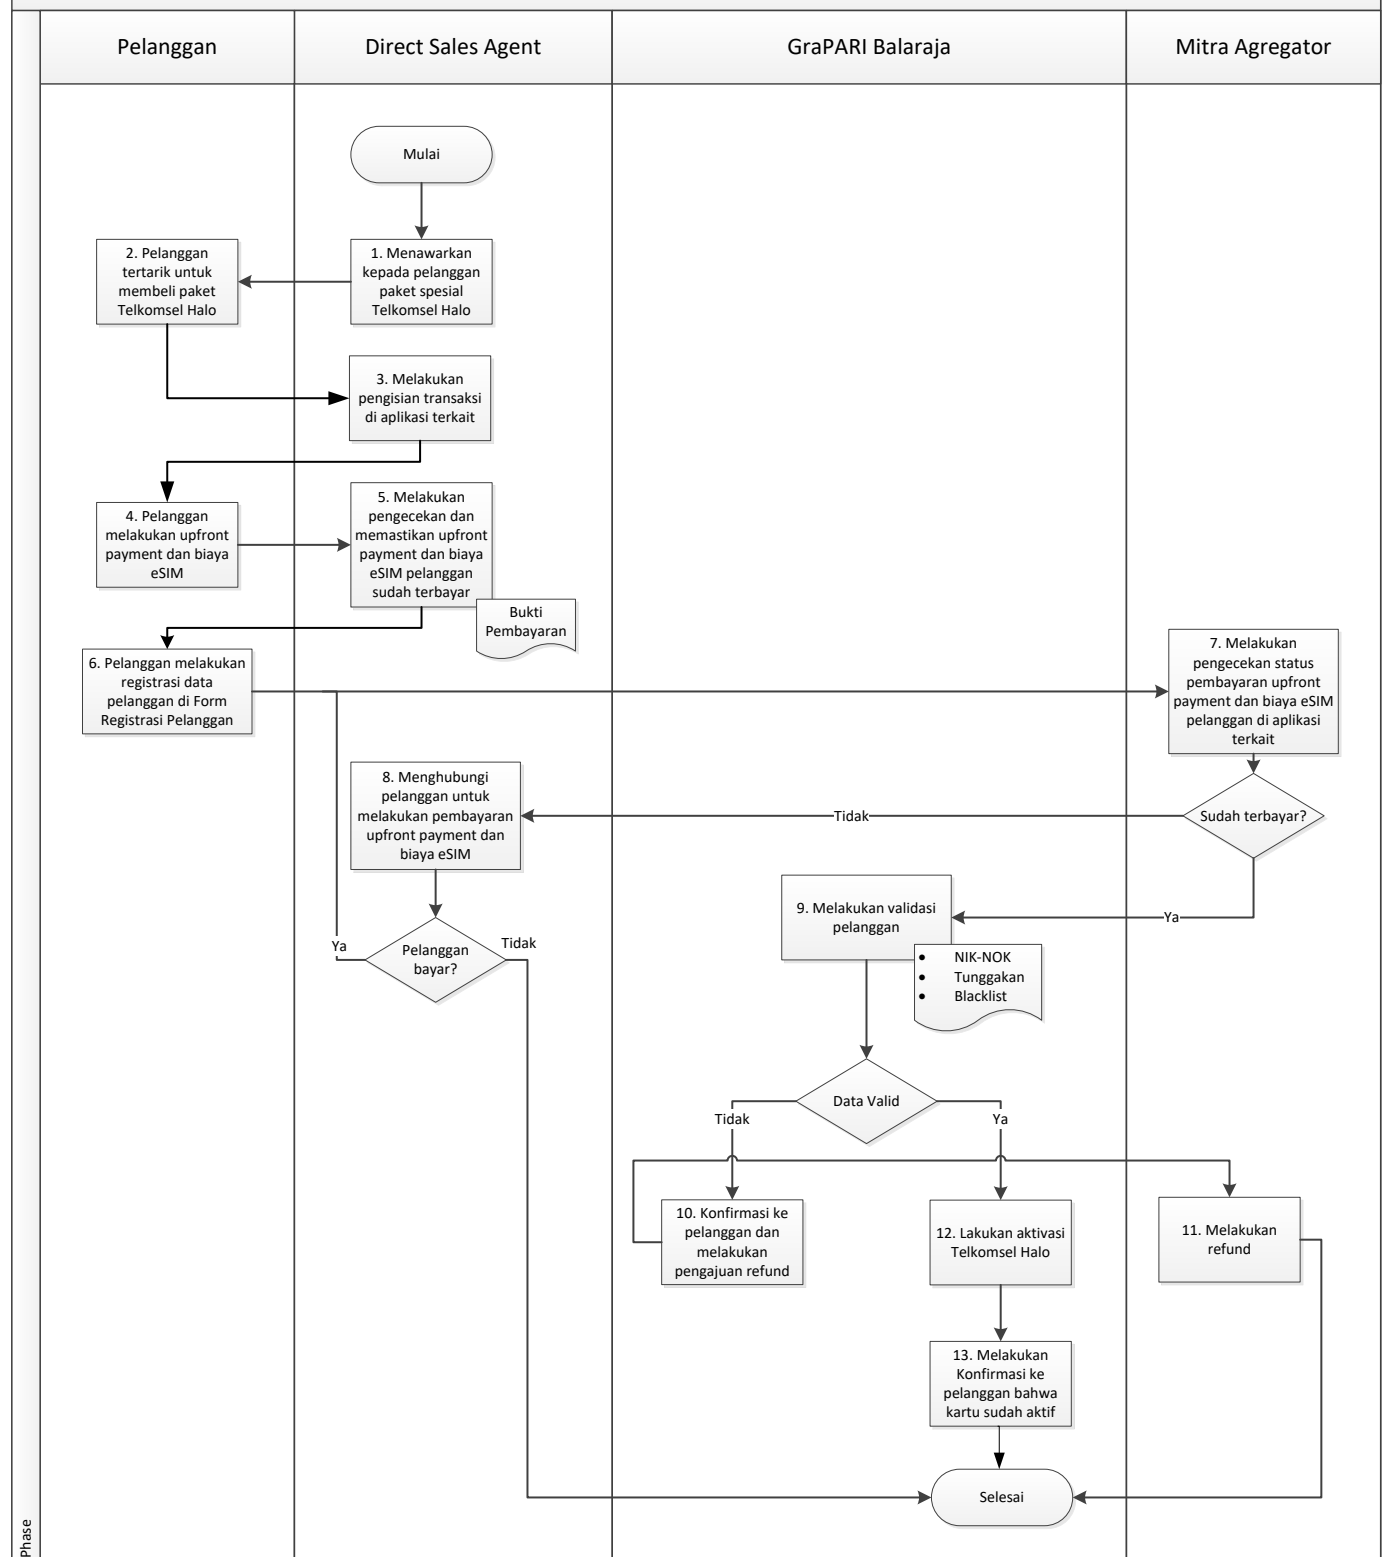 Pelanggan
Direct Sales Agent
GraPARI Balaraja
Mitra Agregator
Mulai
1. Menawarkan
kepada pelanggan
paket spesial
Telkomsel Halo
2. Pelanggan
tertarik untuk
membeli paket
Telkomsel Halo
3. Melakukan
pengisian transaksi
di aplikasi terkait
4. Pelanggan
melakukan upfront
payment dan biaya
eSIM
5. Melakukan
pengecekan dan
memastikan upfront
payment dan biaya
eSIM pelanggan
sudah terbayar
Bukti
Pembayaran
6. Pelanggan melakukan
registrasi data
pelanggan di Form
Registrasi Pelanggan
7. Melakukan
pengecekan status
pembayaran upfront
payment dan biaya eSIM
pelanggan di aplikasi
terkait
Sudah terbayar?
Tidak
Ya
8. Menghubungi
pelanggan untuk
melakukan pembayaran
upfront payment dan
biaya eSIM
Pelanggan
bayar?
Ya
Tidak
9. Melakukan validasi
pelanggan
• NIK-NOK
• Tunggakan
• Blacklist
Data Valid
Tidak
Ya
10. Konfirmasi ke
pelanggan dan
melakukan
pengajuan refund
11. Melakukan
refund
12. Lakukan aktivasi
Telkomsel Halo
13. Melakukan
Konfirmasi ke
pelanggan bahwa
kartu sudah aktif
Selesai
Phase